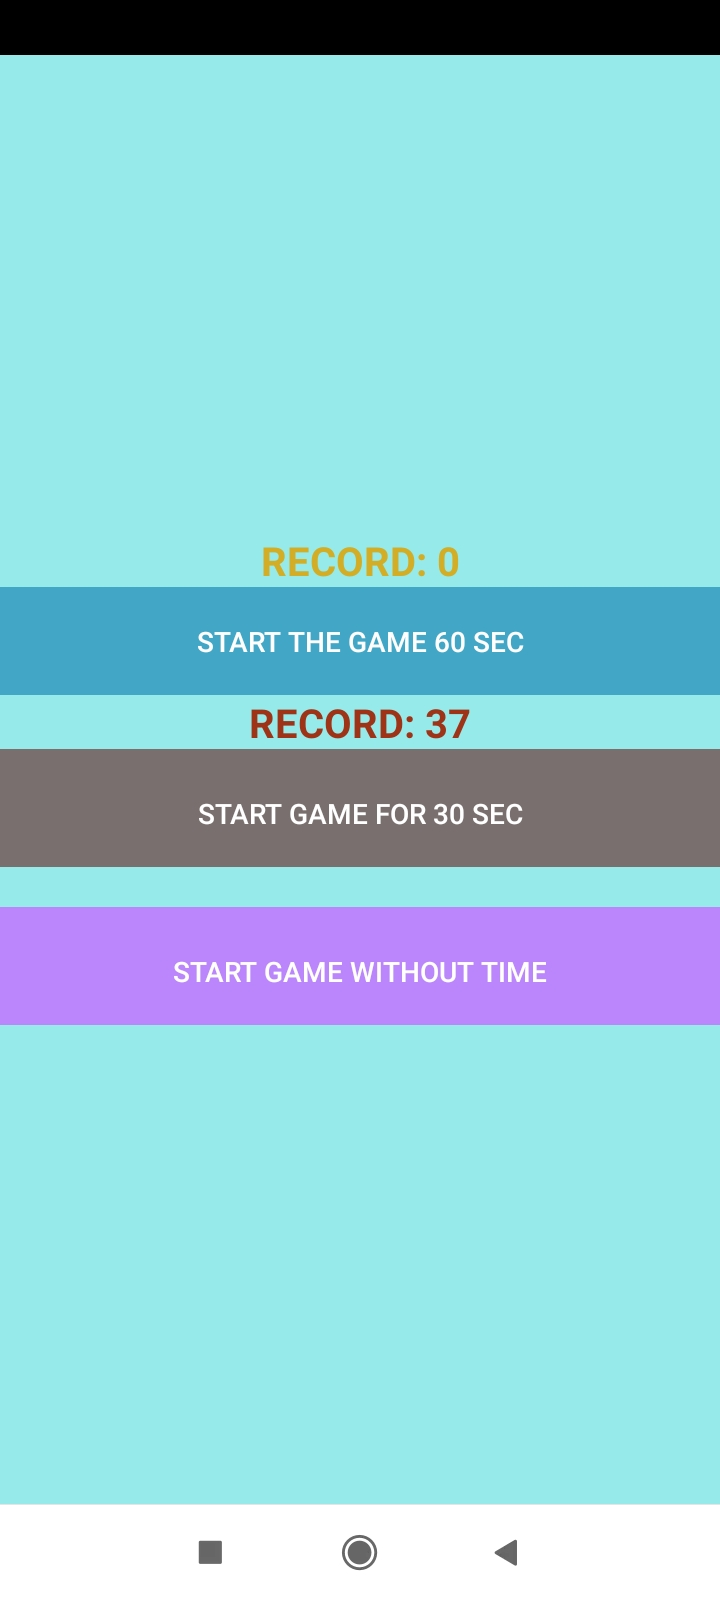 RECORD: 0
START THE GAME 60 SEC
RECORD: 37
START GAME FOR 30 SEC
START GAME WITHOUT TIME